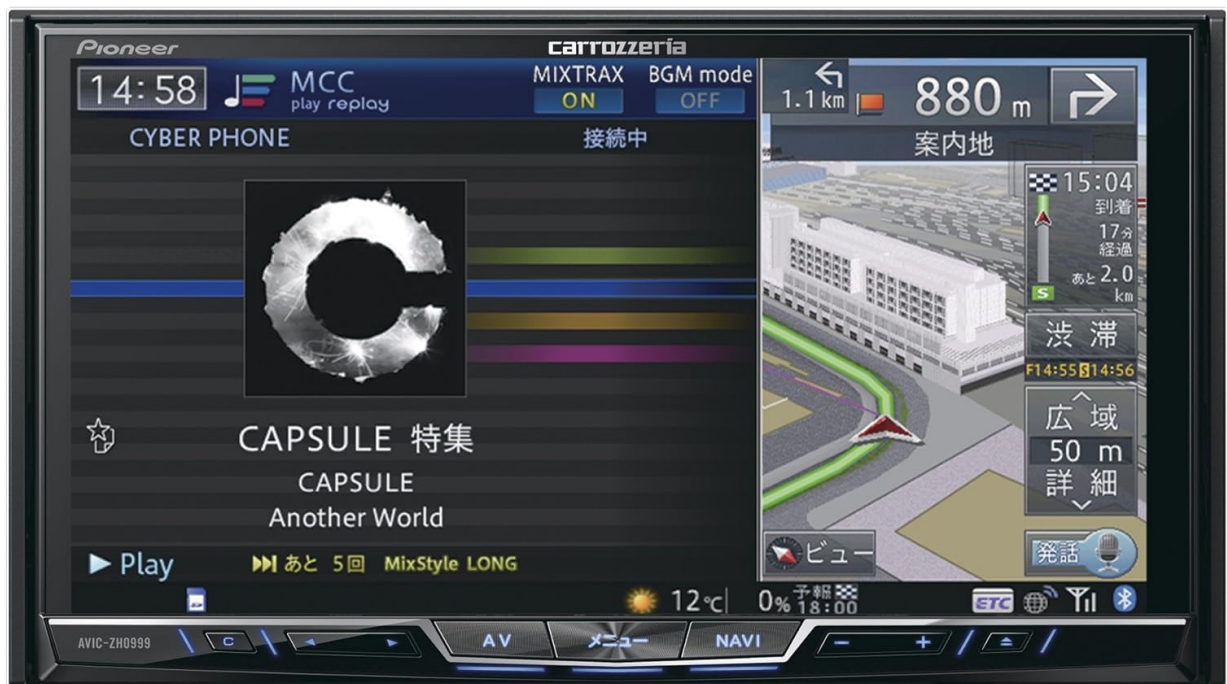 Pioneer
carrozzeria
14:58
MCC
play replay
MIXTRAX
ON
BGM mode
OFF
CYBER PHONE
接続中
CAPSULE 特集
CAPSULE
Another World
Play
あと 5回 MixStyle LONG
1.1km
880 m
案内地
15:04
到着
17分
経過
あと2.0
km
S
渋 滞
F14:55 S14:56
広 域
50 m
詳 細
ビュー
発話
12℃
0%
予報
18:00
ETC
AVIC-ZH0999
C
AV
メニュー
NAVI
- +